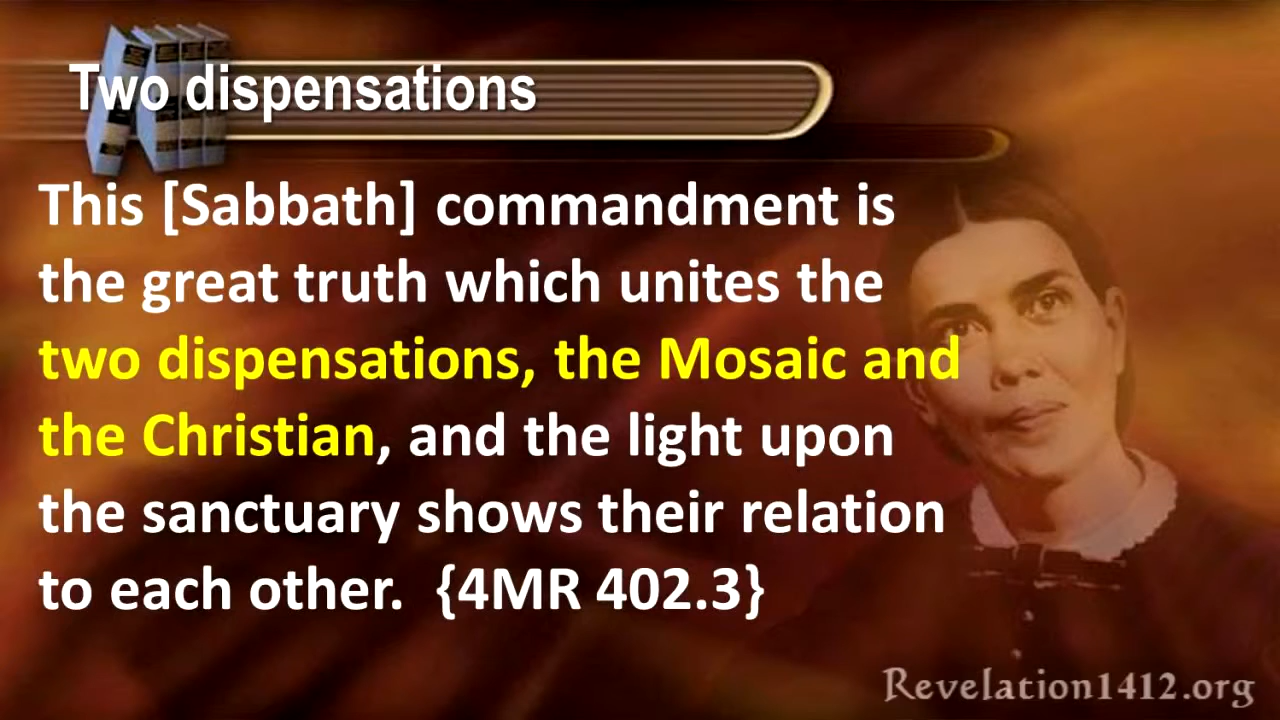 Two dispensations
This [Sabbath] commandment is
the great truth which unites the
two dispensations, the Mosaic and
the Christian, and the light upon
the sanctuary shows their relation
to each other. {4MR 402.3}
Revelation1412.org